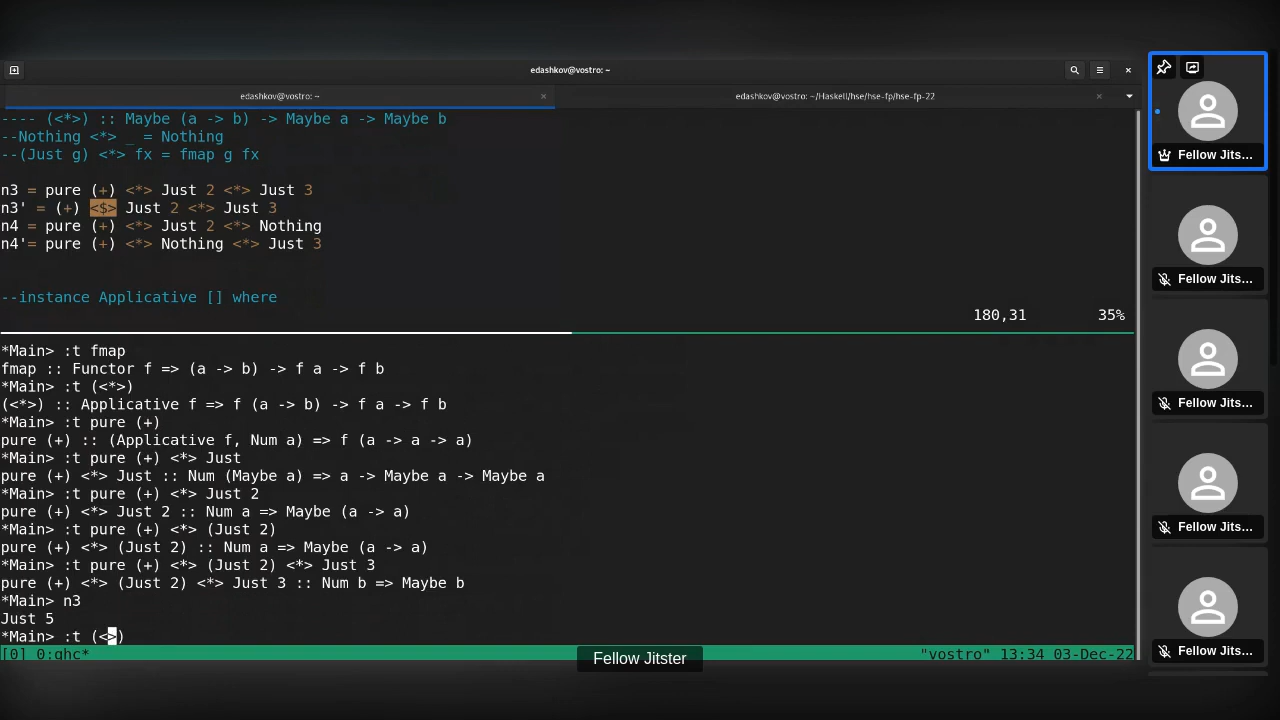 edashkov@vostro: ~
edashkov@vostro: ~
edashkov@vostro: ~/Haskell/hse/hse-fp/hse-fp-22
---- (<*>) :: Maybe (a -> b) -> Maybe a -> Maybe b
--Nothing <*> _ = Nothing
--(Just g) <*> fx = fmap g fx
n3 = pure (+) <*> Just 2 <*> Just 3
n3' = (+) <$> Just 2 <*> Just 3
n4 = pure (+) <*> Just 2 <*> Nothing
n4'= pure (+) <*> Nothing <*> Just 3
--instance Applicative [] where
180,31 35%
*Main> :t fmap
fmap :: Functor f => (a -> b) -> f a -> f b
*Main> :t (<*>)
(<*>) :: Applicative f => f (a -> b) -> f a -> f b
*Main> :t pure (+)
pure (+) :: (Applicative f, Num a) => f (a -> a -> a)
*Main> :t pure (+) <*> Just
pure (+) <*> Just :: Num (Maybe a) => a -> Maybe a -> Maybe a
*Main> :t pure (+) <*> Just 2
pure (+) <*> Just 2 :: Num a => Maybe (a -> a)
*Main> :t pure (+) <*> (Just 2)
pure (+) <*> (Just 2) :: Num a => Maybe (a -> a)
*Main> :t pure (+) <*> (Just 2) <*> Just 3
pure (+) <*> (Just 2) <*> Just 3 :: Num b => Maybe b
*Main> n3
Just 5
*Main> :t (<>)
[0] 0:ghc* "vostro" 13:34 03-Dec-22
Fellow Jitster
Fellow Jits...
Fellow Jits...
Fellow Jits...
Fellow Jits...
Fellow Jits...